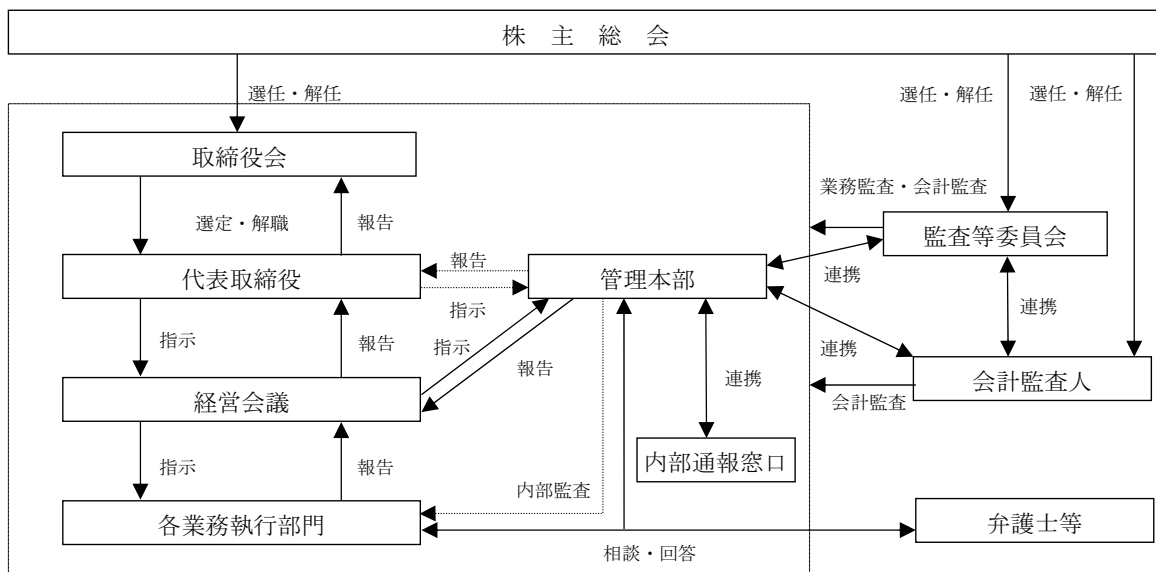 株　主　総　会
選任・解任
選任・解任
選任・解任
取締役会
業務監査・会計監査
選定・解職
報告
監査等委員会
代表取締役
報告
管理本部
連携
指示
連携
指示
報告
指示
報告
連携
経営会議
連携
会計監査人
会計監査
指示
報告
内部通報窓口
内部監査
各業務執行部門
弁護士等
相談・回答